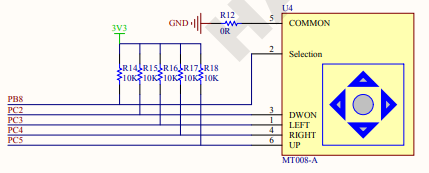 R12
U4
GND
5
COMMON
3V3
0R
2
Selection
R14
R15
R16
R17
R18
10K
10K
10K
10K
10K
PB8
PC2
3
DWON
PC3
1
LEFT
PC4
4
RIGHT
PC5
6
UP
MT008-A